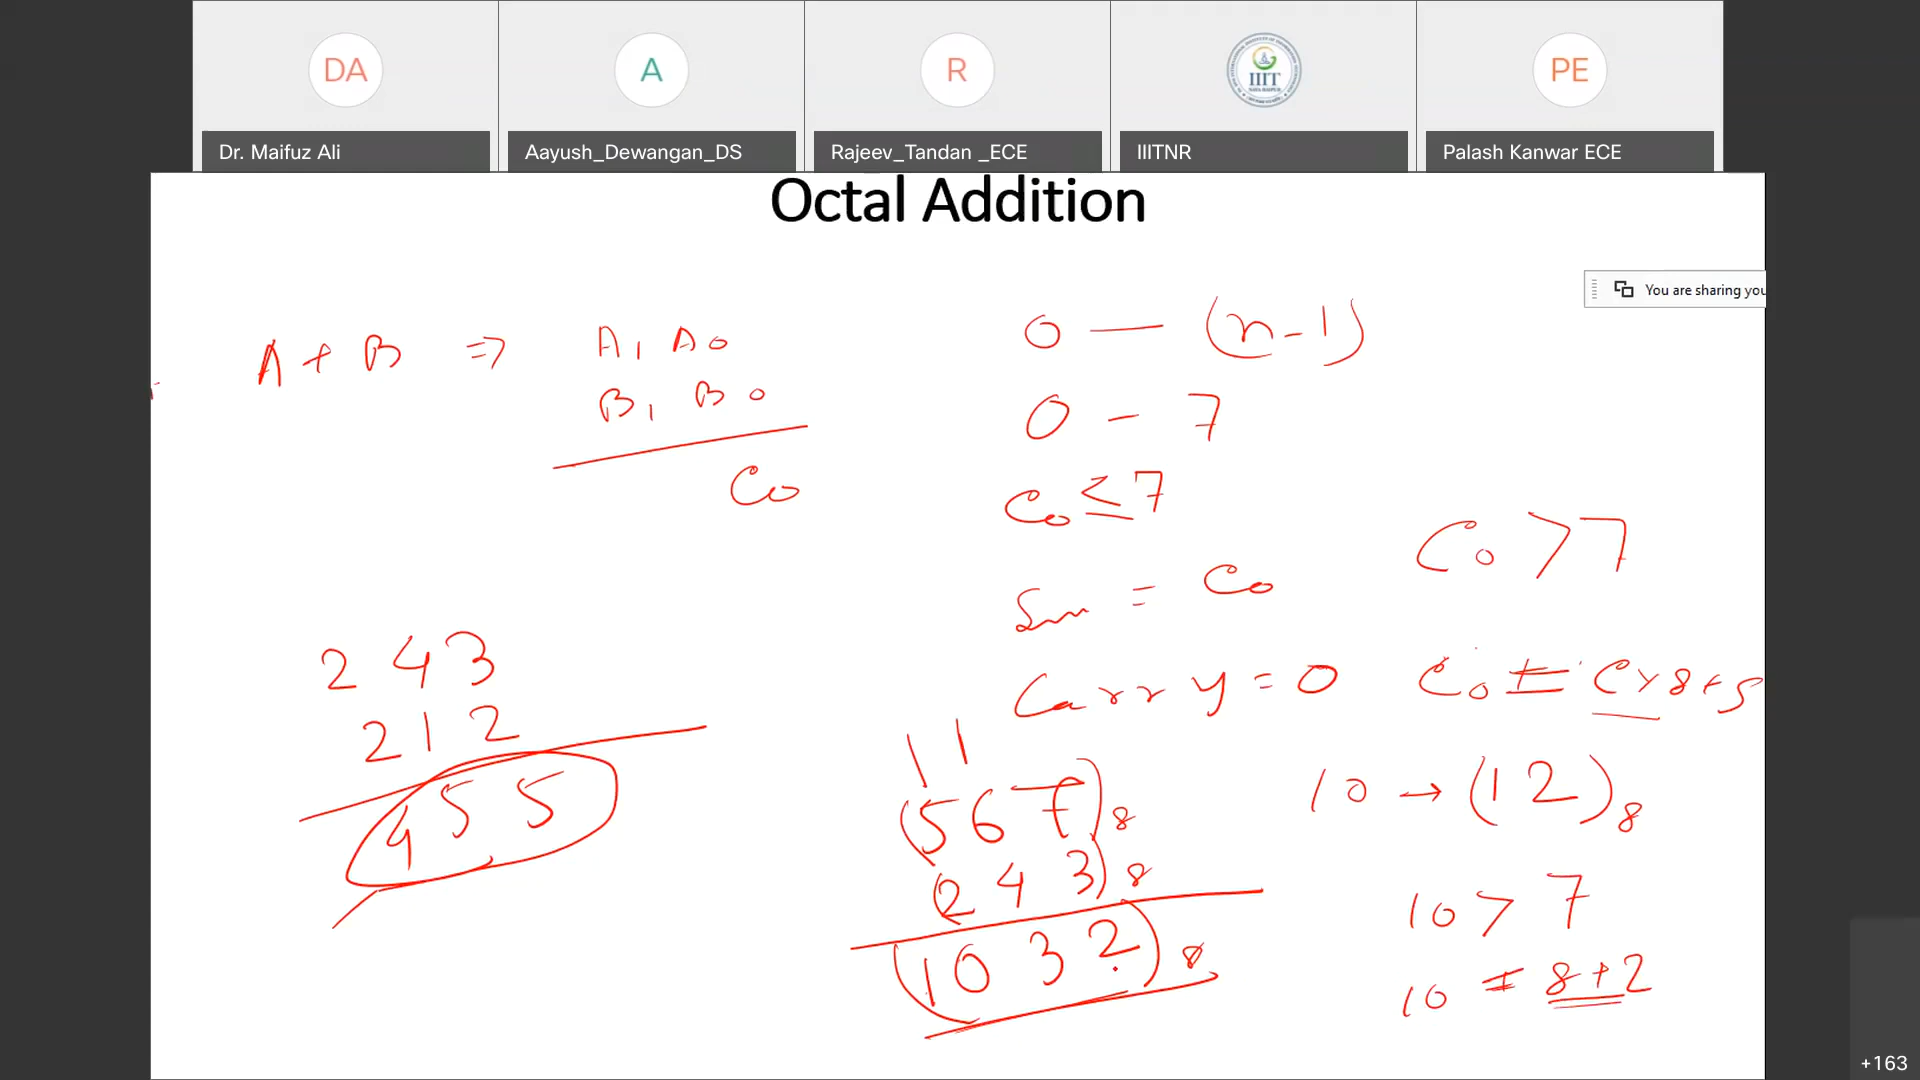 DA
A
R
IIIT
PE
Dr. Maifuz Ali
Aayush_Dewangan_DS
Rajeev_Tandan _ECE
IIITNR
Palash Kanwar ECE
Octal Addition
You are sharing you
A + B ⇒ A1 A0
B1 B0
C0
0 — (n-1)
0 - 7
C0 ≤ 7
Sum = C0
Carry = 0
C0 > 7
C0 = C×8+S
2 4 3
2 1 2
4 5 5
1 1
(5 6 7)8
(2 4 3)8
(1 0 3 2)8
10 → (1 2)8
10 > 7
10 = 8+2
+163